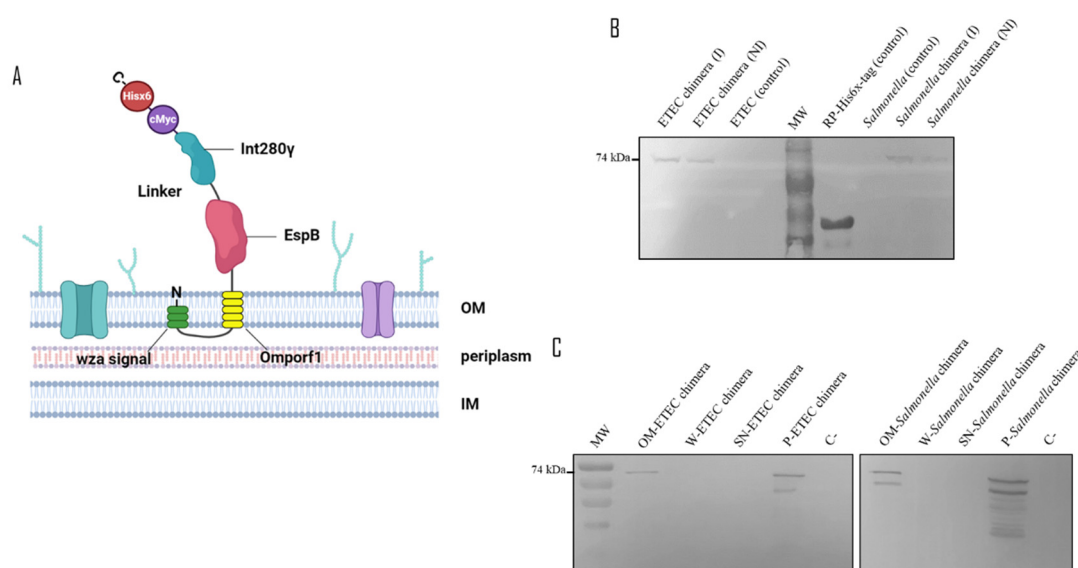 A
C
Hisx6
cMyc
Int280γ
Linker
EspB
N
OM
wza signal
Omporf1
periplasm
IM
B
ETEC chimera (I)
ETEC chimera (NI)
ETEC (control)
MW
RP-His6x-tag (control)
Salmonella (control)
Salmonella chimera (I)
Salmonella chimera (NI)
74 kDa
C
MW
OM-ETEC chimera
W-ETEC chimera
SN-ETEC chimera
P-ETEC chimera
C-
OM-Salmonella chimera
W-Salmonella chimera
SN-Salmonella chimera
P-Salmonella chimera
C-
74 kDa